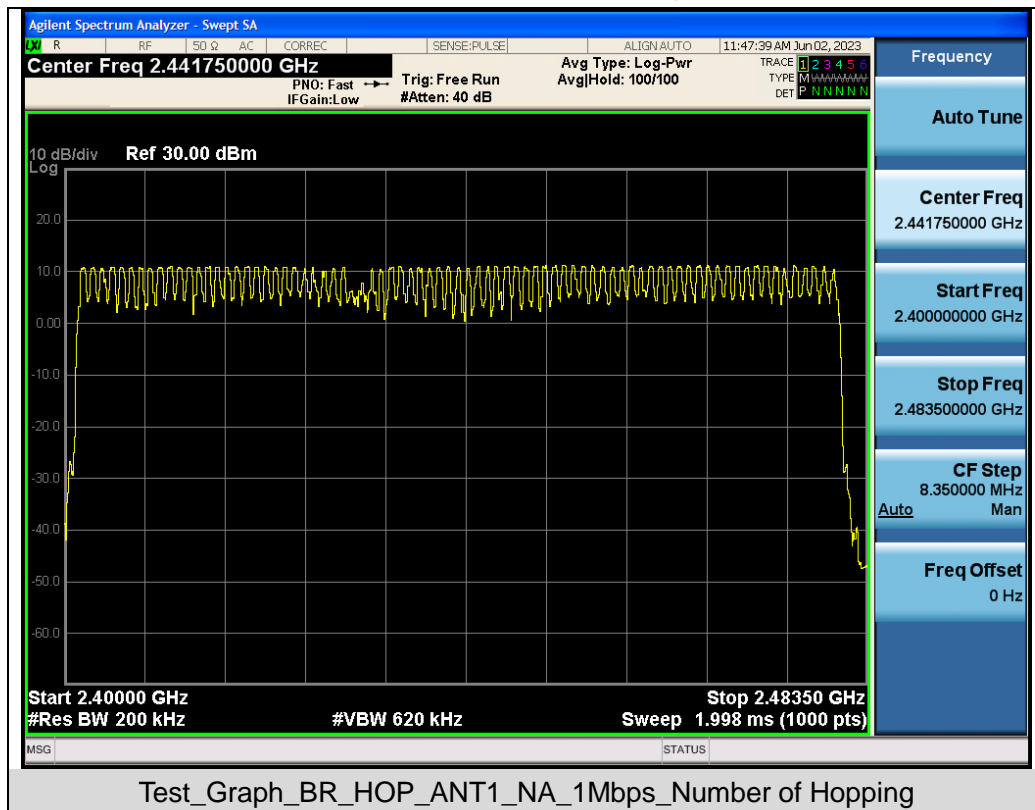 Agilent Spectrum Analyzer - Swept SA
LXI R RF 50 Ω AC CORREC SENSE:PULSE ALIGN AUTO 11:47:39 AM Jun 02, 2023
Center Freq 2.441750000 GHz
PNO: Fast
IFGain:Low
Trig: Free Run
#Atten: 40 dB
Avg Type: Log-Pwr
Avg|Hold: 100/100
TRACE 1 2 3 4 5 6
TYPE M
DET P N N N N N
10 dB/div Ref 30.00 dBm
Log
20.0
10.0
0.00
-10.0
-20.0
-30.0
-40.0
-50.0
-60.0
Start 2.40000 GHz Stop 2.48350 GHz
#Res BW 200 kHz #VBW 620 kHz Sweep 1.998 ms (1000 pts)
MSG STATUS
Frequency
Auto Tune
Center Freq
2.441750000 GHz
Start Freq
2.400000000 GHz
Stop Freq
2.483500000 GHz
CF Step
8.350000 MHz
Auto Man
Freq Offset
0 Hz
Test_Graph_BR_HOP_ANT1_NA_1Mbps_Number of Hopping